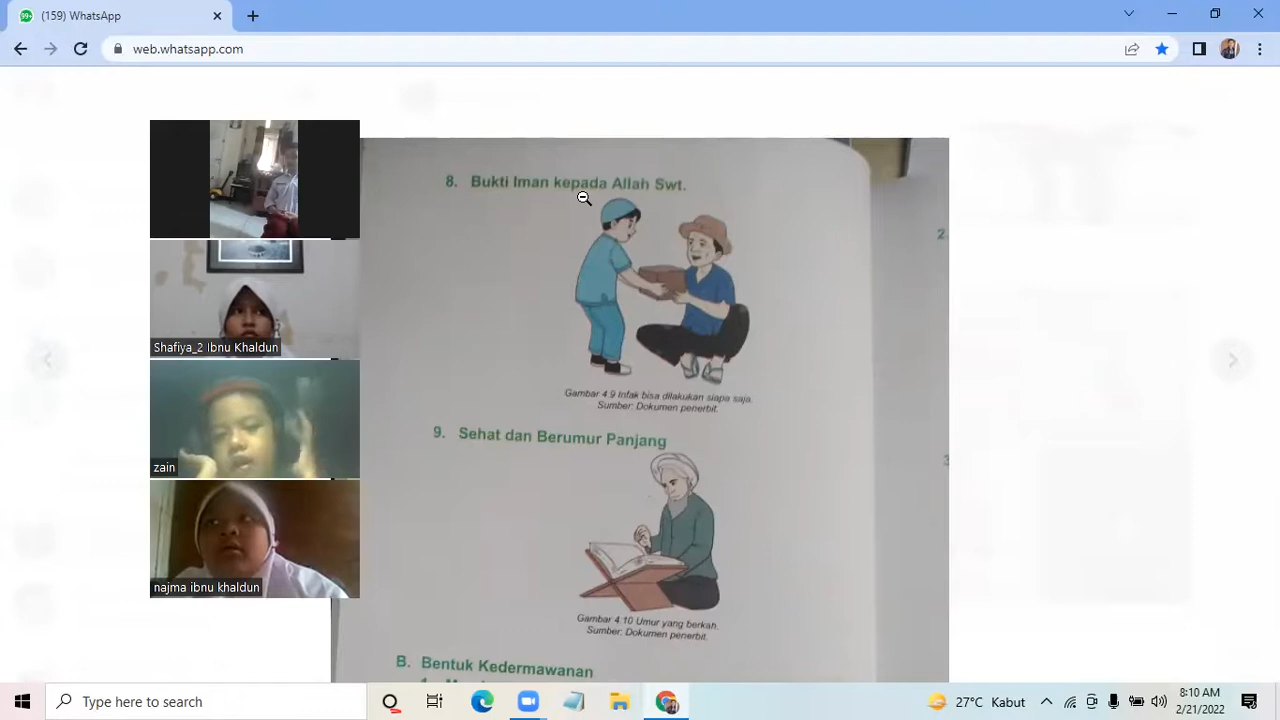 99+
(159) WhatsApp
web.whatsapp.com
8. Bukti Iman kepada Allah Swt.
2.
Gambar 4.9 Infak bisa dilakukan siapa saja.
Sumber: Dokumen penerbit.
9. Sehat dan Berumur Panjang
3
Gambar 4.10 Umur yang berkah.
Sumber: Dokumen penerbit.
B. Bentuk Kedermawanan
Shafiya_2 Ibnu Khaldun
zain
najma ibnu khaldun
Type here to search
27°C Kabut
8:10 AM
2/21/2022